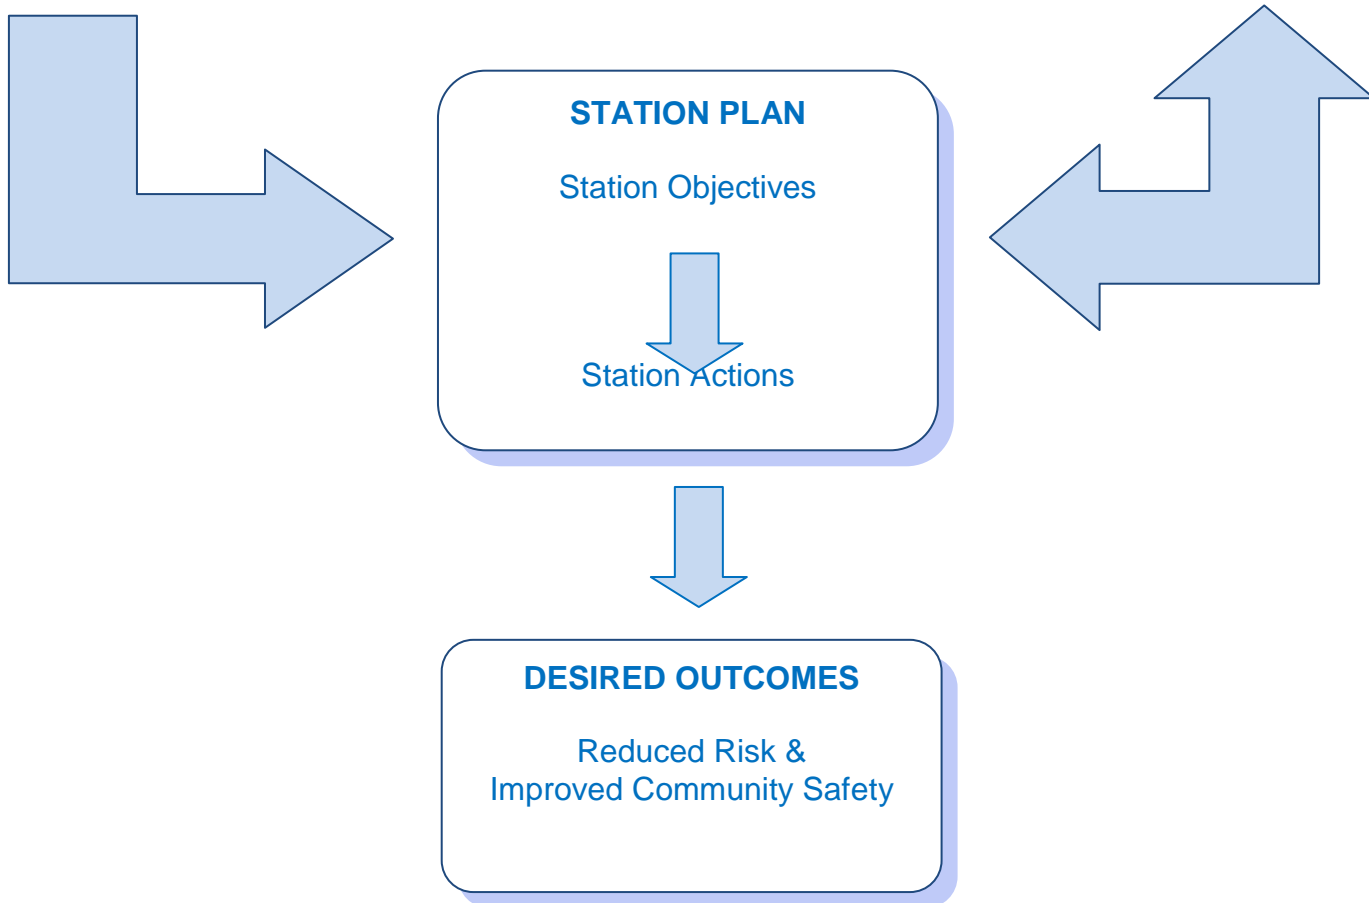 STATION PLAN
Station Objectives
Station Actions
DESIRED OUTCOMES
Reduced Risk &
Improved Community Safety